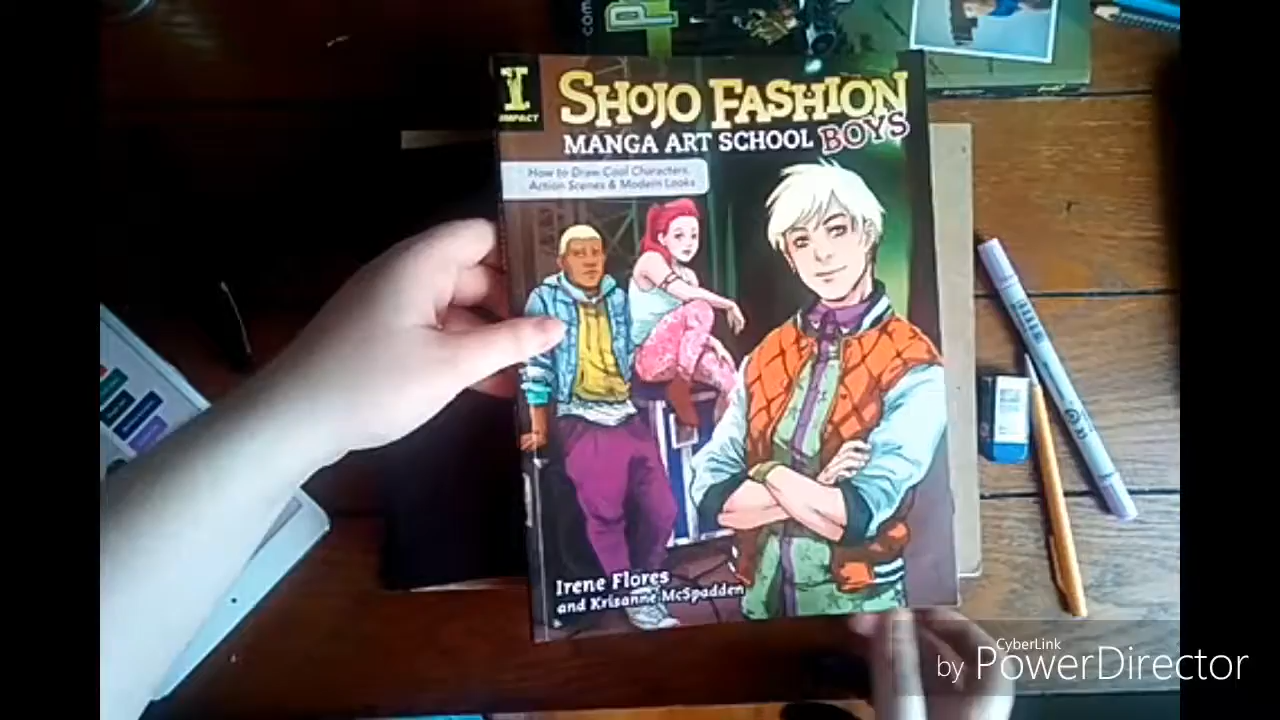 com
I
IMPACT
SHOJO FASHION
MANGA ART SCHOOL BOYS
How to Draw Cool Characters,
Action Scenes & Modern Looks
Irene Flores
and Krisanne McSpadden
CyberLink
by PowerDirector